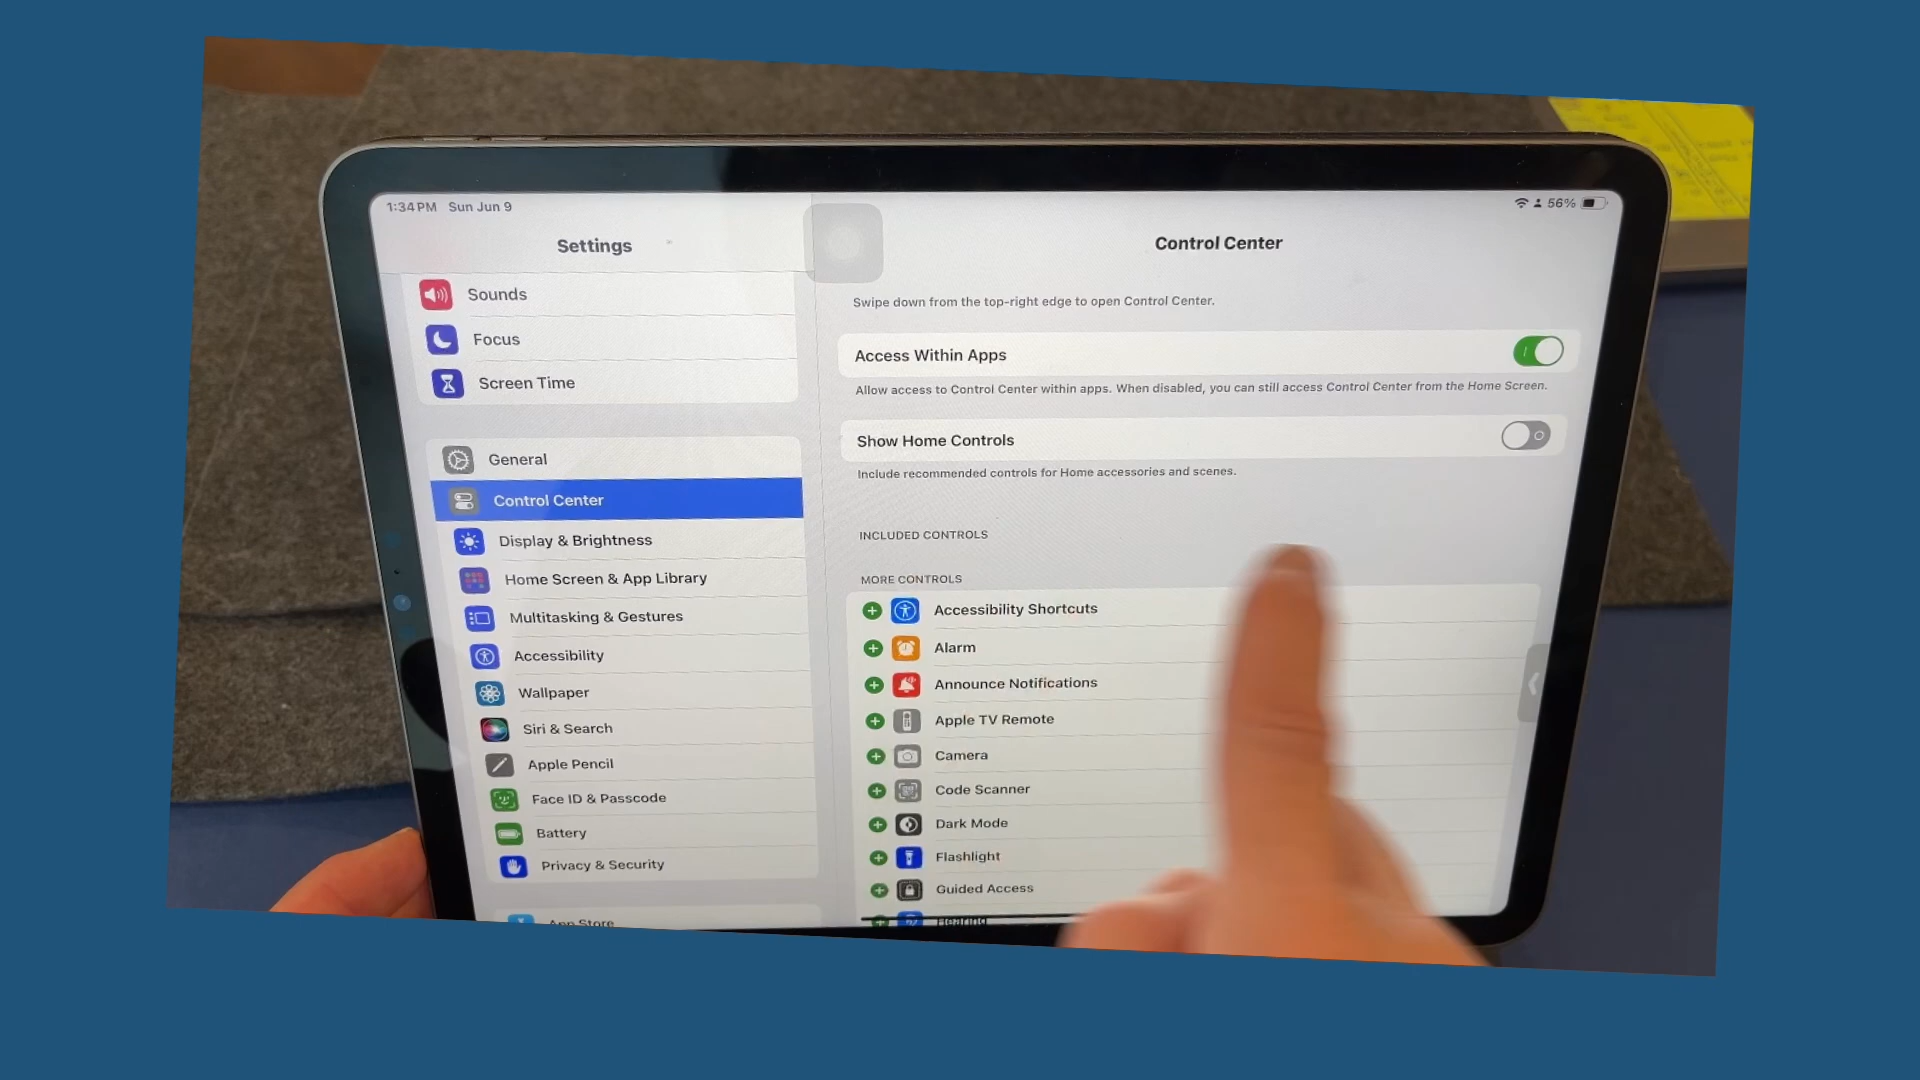 1:34 PM Sun Jun 9
56%
Settings
Sounds
Focus
Screen Time
General
Control Center
Display & Brightness
Home Screen & App Library
Multitasking & Gestures
Accessibility
Wallpaper
Siri & Search
Apple Pencil
Face ID & Passcode
Battery
Privacy & Security
App Store
Control Center
Swipe down from the top-right edge to open Control Center.
Access Within Apps
Allow access to Control Center within apps. When disabled, you can still access Control Center from the Home Screen.
Show Home Controls
Include recommended controls for Home accessories and scenes.
INCLUDED CONTROLS
MORE CONTROLS
Accessibility Shortcuts
Alarm
Announce Notifications
Apple TV Remote
Camera
Code Scanner
Dark Mode
Flashlight
Guided Access
Hearing